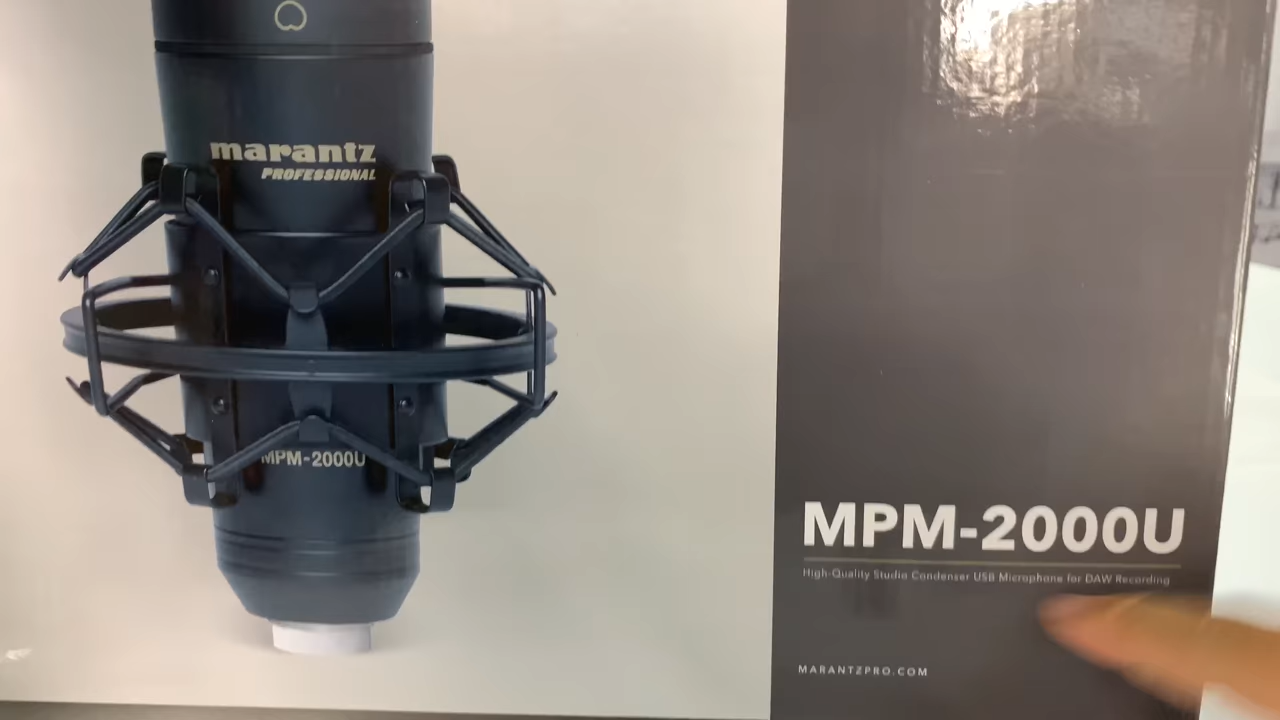 marantz
PROFESSIONAL
MPM-2000U
MPM-2000U
High-Quality Studio Condenser USB Microphone for DAW Recording
MARANTZPRO.COM